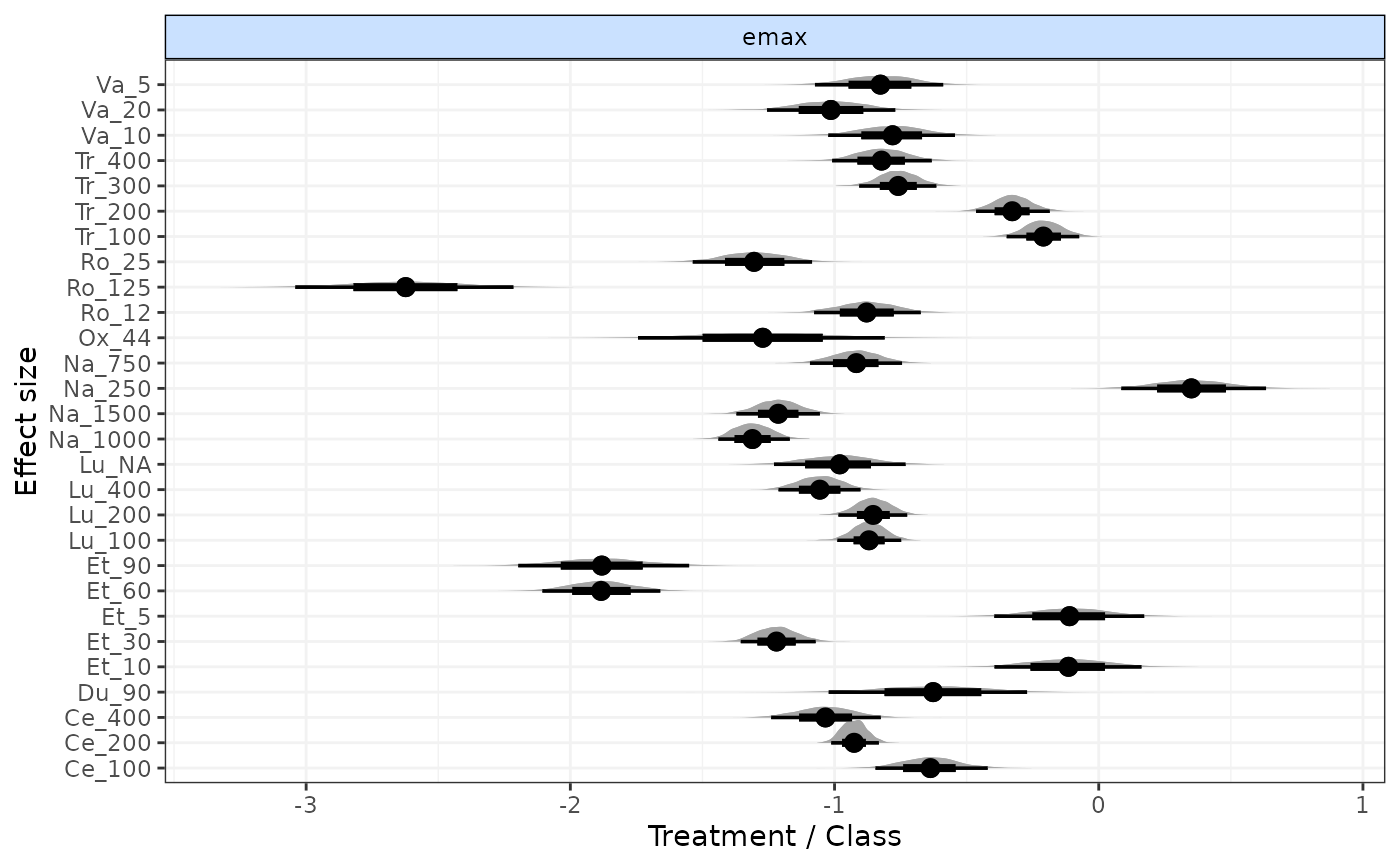 emax
Va_5
Va_20
Va_10
Tr_400
Tr_300
Tr_200
Tr_100
Ro_25
Ro_125
Ro_12
Ox_44
Na_750
Na_250
Na_1500
Na_1000
Lu_NA
Lu_400
Lu_200
Lu_100
Et_90
Et_60
Et_5
Et_30
Et_10
Du_90
Ce_400
Ce_200
Ce_100
Effect size
-3 -2 -1 0 1
Treatment / Class